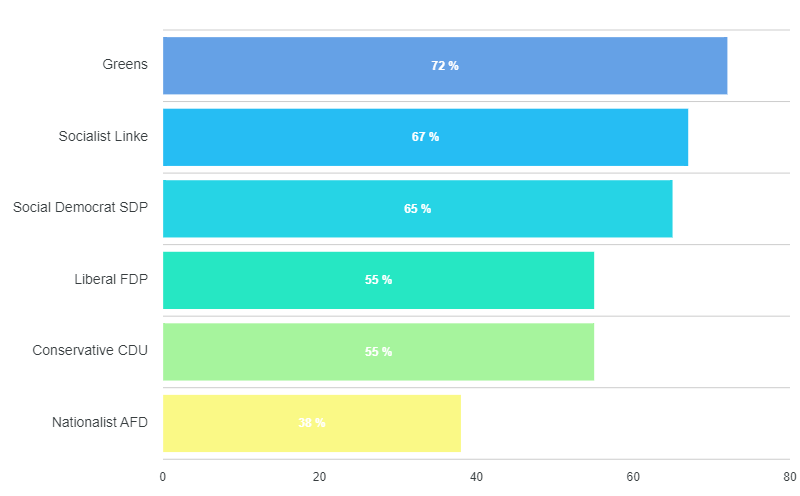 Greens
72 %
Socialist Linke
67 %
Social Democrat SDP
65 %
Liberal FDP
55 %
Conservative CDU
55 %
Nationalist AFD
38 %
0 20 40 60 80